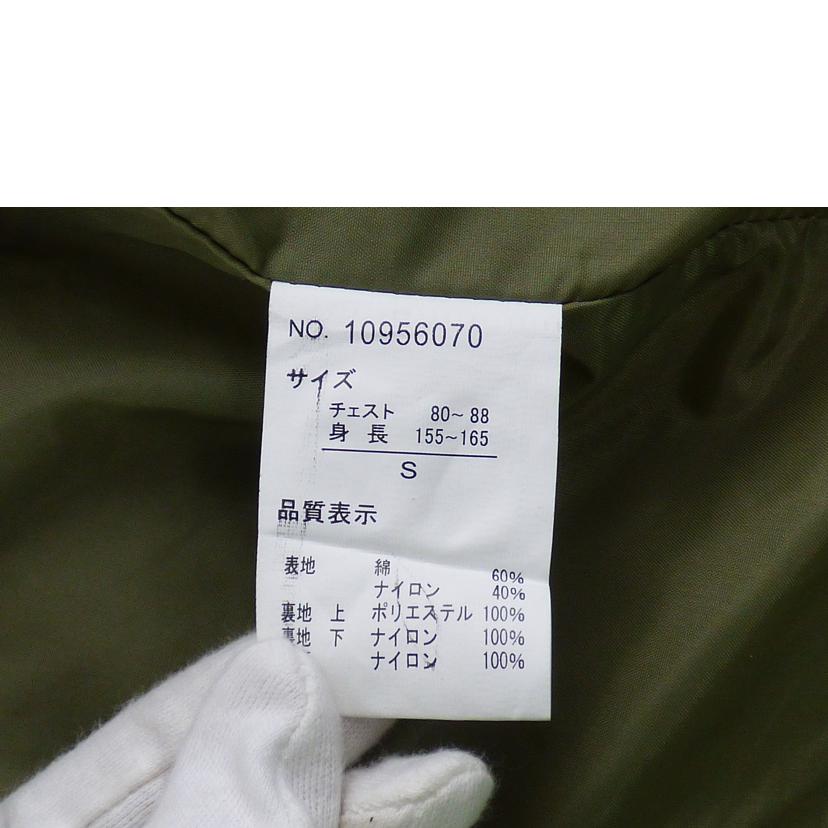 NO. 10956070
サイズ
チェスト 80~88
身長 155~165
S
品質表示
表地 綿 60%
ナイロン 40%
裏地 上 ポリエステル 100%
裏地 下 ナイロン 100%
ナイロン 100%